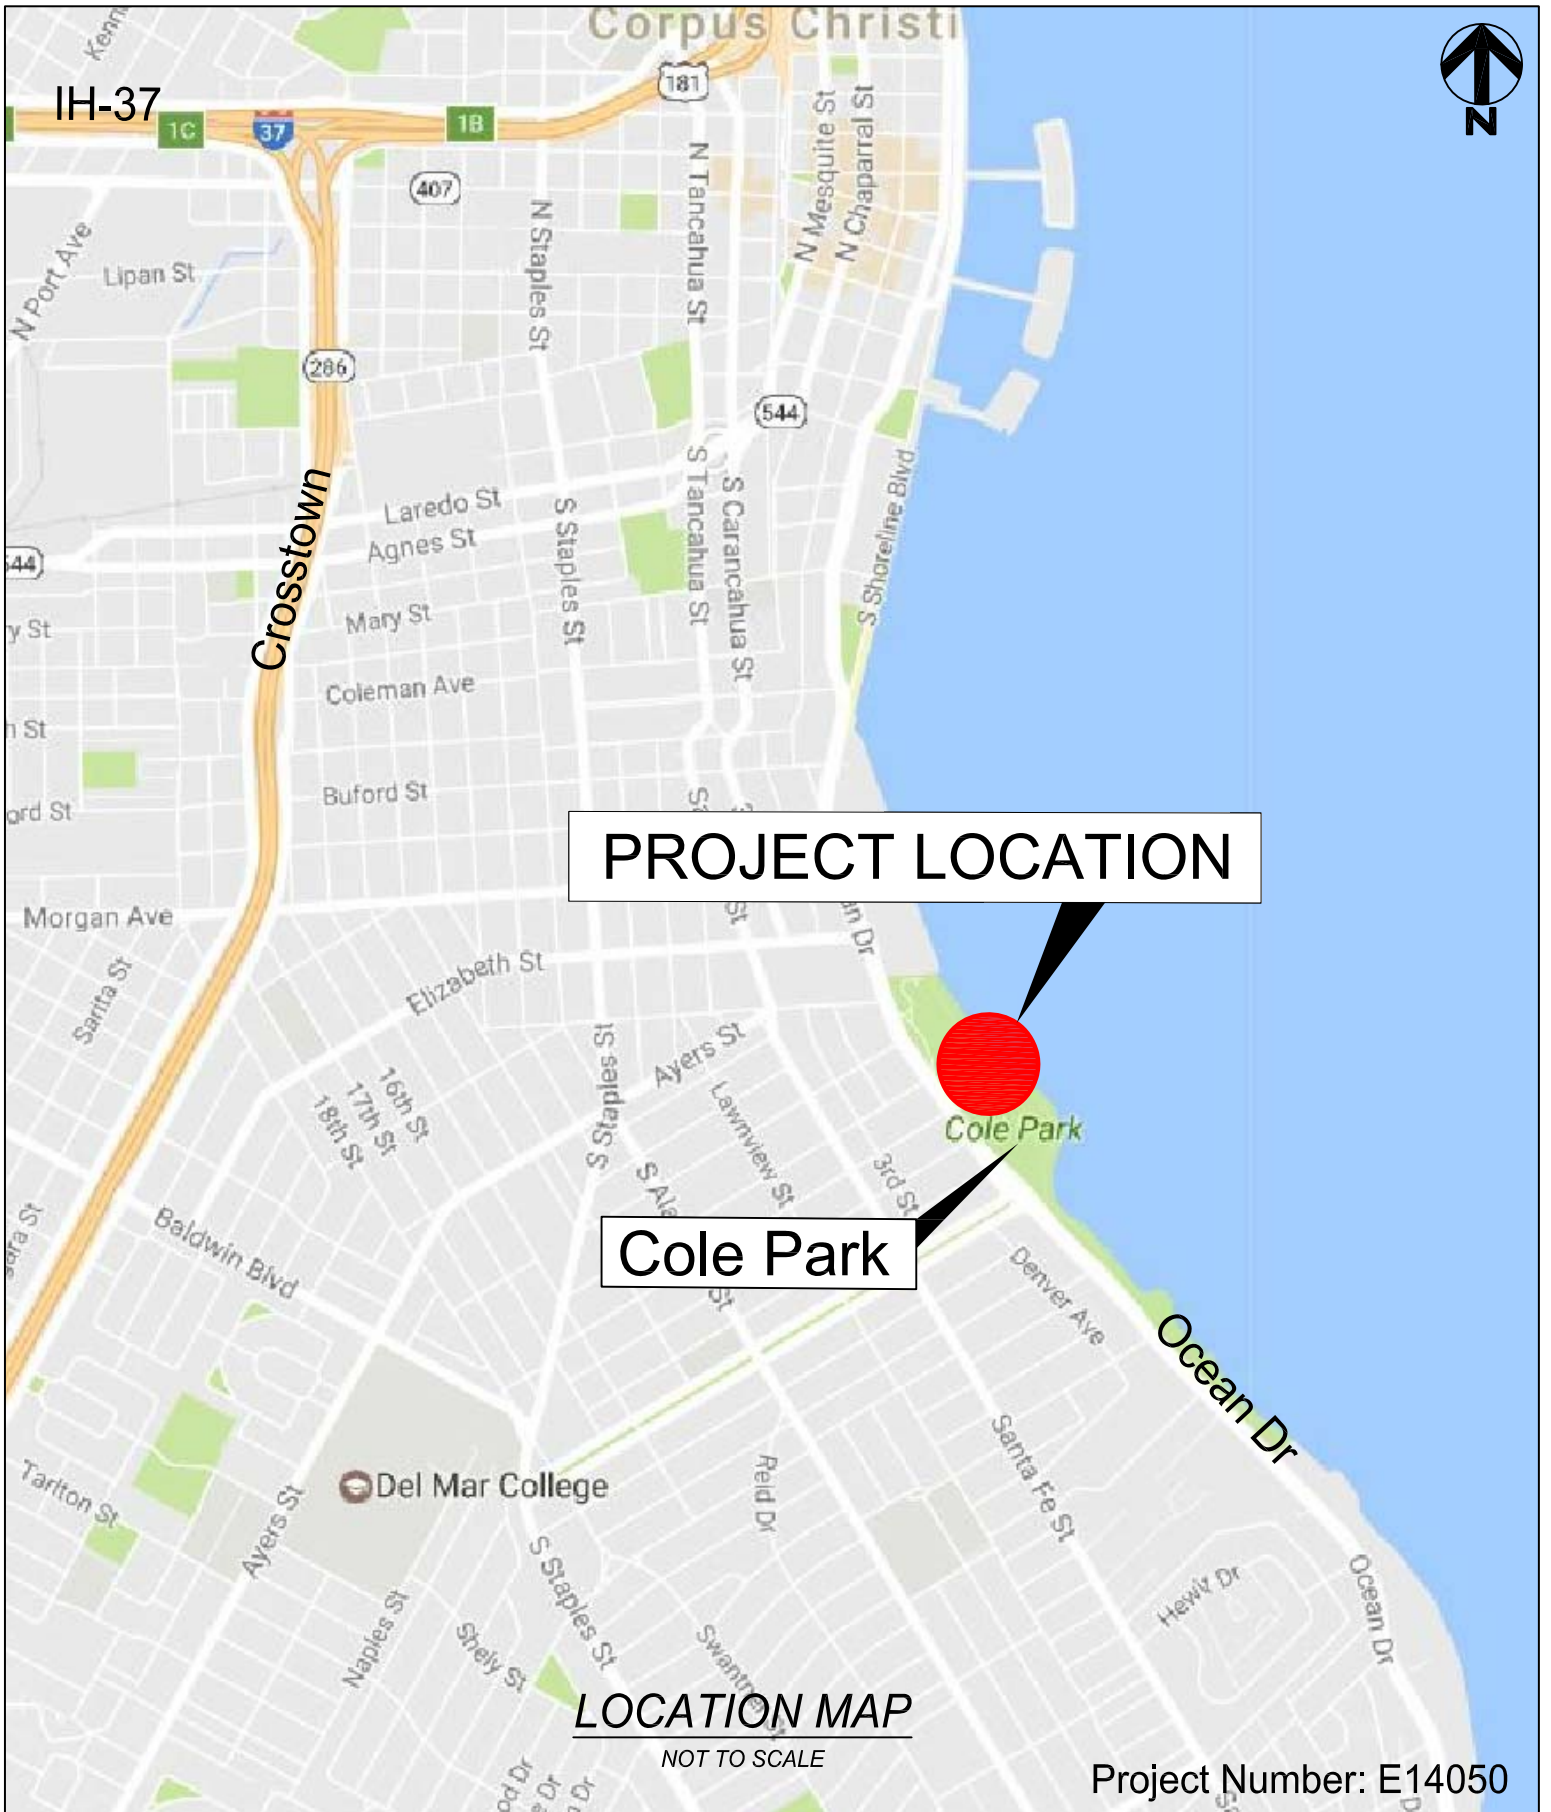 Corpus Christi
N
IH-37
1C
37
1B
181
407
N Port Ave
Lipan St
N Staples St
N Tancahua St
N Mesquite St
N Chaparral St
286
544
Crosstown
Laredo St
Agnes St
S Staples St
S Tancahua St
S Carancahua St
S Shoreline Blvd
Mary St
Coleman Ave
Buford St
PROJECT LOCATION
Morgan Ave
Sarita St
Elizabeth St
16th St
17th St
18th St
S Staples St
Ayers St
Lawnview St
3rd St
Cole Park
Cole Park
Baldwin Blvd
Denver Ave
Ocean Dr
Del Mar College
Tarlton St
Ayers St
Reid Dr
Santa Fe St
Naples St
Shely St
S Staples St
Hewit Dr
Ocean Dr
LOCATION MAP
NOT TO SCALE
Project Number: E14050